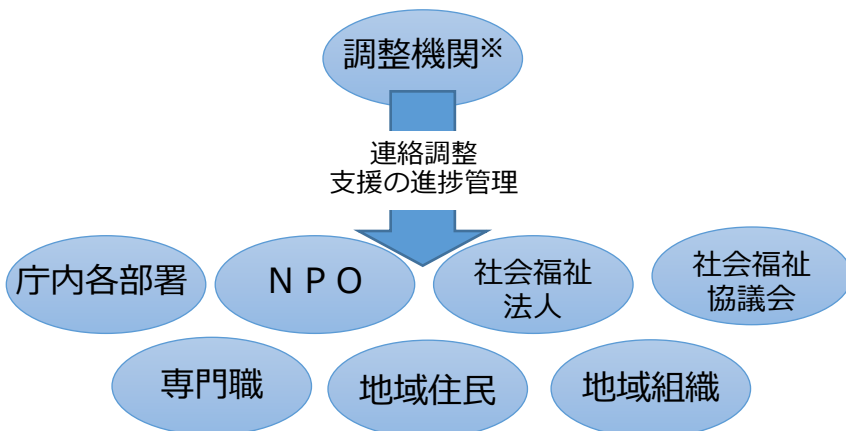 調整機関※
連絡調整
支援の進捗管理
庁内各部署
ＮＰＯ
社会福祉
法人
社会福祉
協議会
専門職
地域住民
地域組織